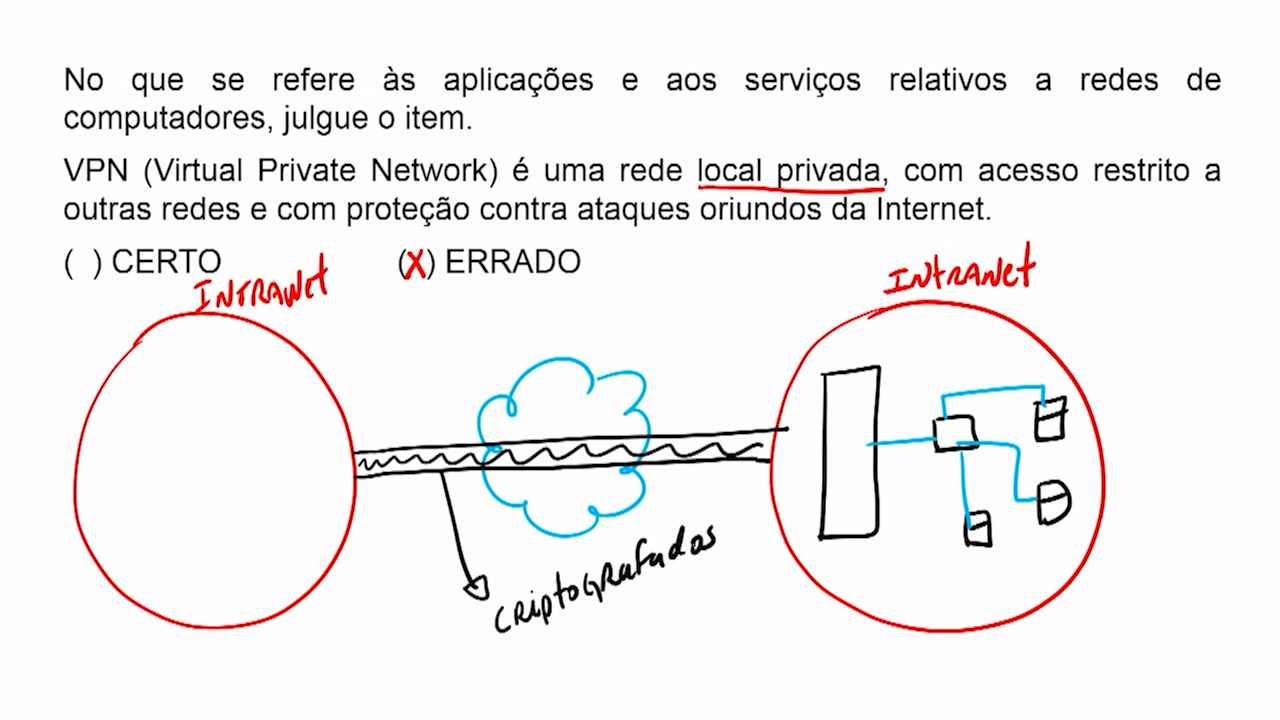 No que se refere às aplicações e aos serviços relativos a redes de
computadores, julgue o item.
VPN (Virtual Private Network) é uma rede local privada, com acesso restrito a
outras redes e com proteção contra ataques oriundos da Internet.
( ) CERTO (X) ERRADO
INTRANET INTRANET
CRIPTOGRAFADOS